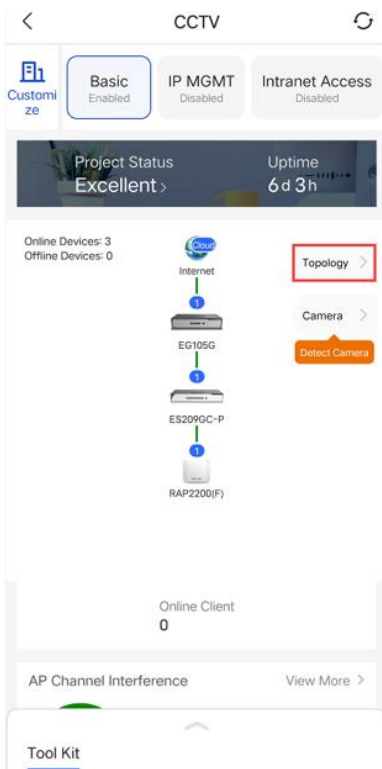 CCTV
Customi
ze
Basic
Enabled
IP MGMT
Disabled
Intranet Access
Disabled
Project Status
Excellent >
Uptime
6 d 3 h
Online Devices: 3
Offline Devices: 0
Cloud
Internet
Topology >
1
Camera >
EG105G
Detect Camera
1
ES209GC-P
1
RAP2200(F)
Online Client
0
AP Channel Interference
View More >
Tool Kit